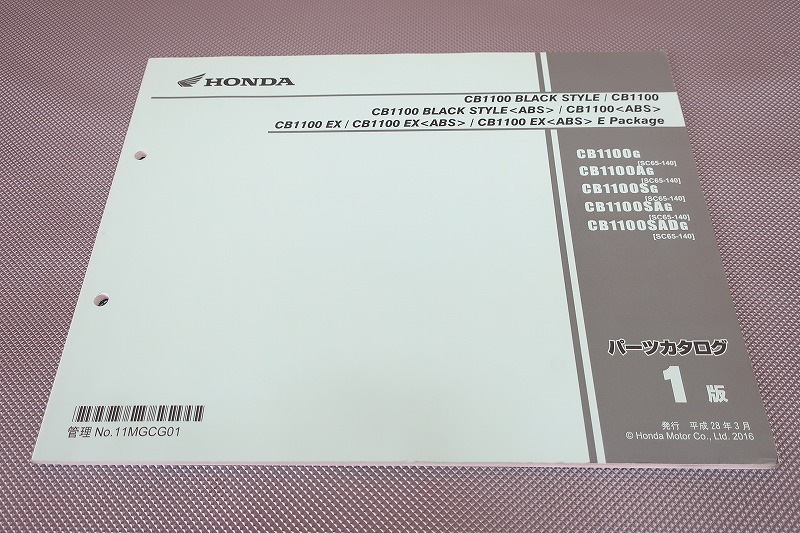 HONDA
CB1100 BLACK STYLE / CB1100
CB1100 BLACK STYLE<ABS> / CB1100<ABS>
CB1100 EX / CB1100 EX<ABS> / CB1100 EX<ABS> E Package
CB1100G
[SC65-140]
CB1100AG
[SC65-140]
CB1100SG
[SC65-140]
CB1100SAG
[SC65-140]
CB1100SADG
[SC65-140]
パーツカタログ
1版
発行 平成28年3月
© Honda Motor Co., Ltd. 2016
管理 No.11MGCG01